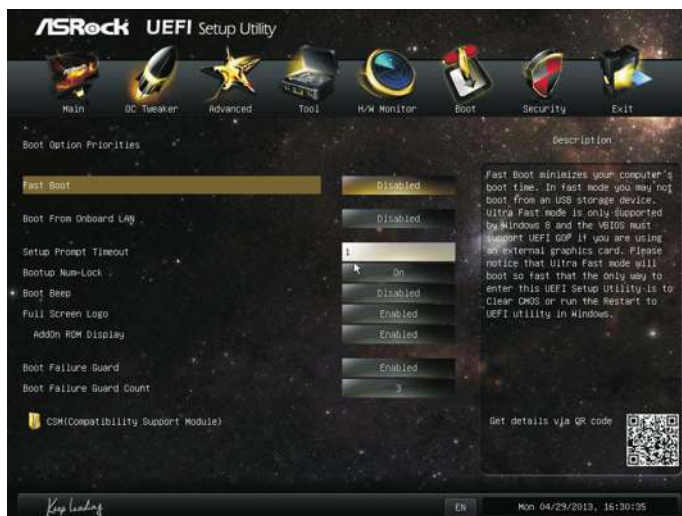 ASRock UEFI Setup Utility
Main OC Tweaker Advanced Tool H/W Monitor Boot Security Exit
Boot Option Priorities
Fast Boot Disabled
Boot From Onboard LAN Disabled
Setup Prompt Timeout 1
Bootup Num-Lock On
Boot Beep Disabled
Full Screen Logo Enabled
AddOn ROM Display Enabled
Boot Failure Guard Enabled
Boot Failure Guard Count 3
CSM(Compatibility Support Module)
Description
Fast Boot minimizes your computer's
boot time. In fast mode you may not
boot from an USB storage device.
Ultra Fast mode is only supported
by Windows 8 and the VBIOS must
support UEFI GOP if you are using
an external graphics card. Please
notice that Ultra Fast mode will
boot so fast that the only way to
enter this UEFI Setup Utility is to
Clear CMOS or run the Restart to
UEFI utility in Windows.
Get details via QR code
Keep Leading
EN
Mon 04/29/2013, 16:30:35